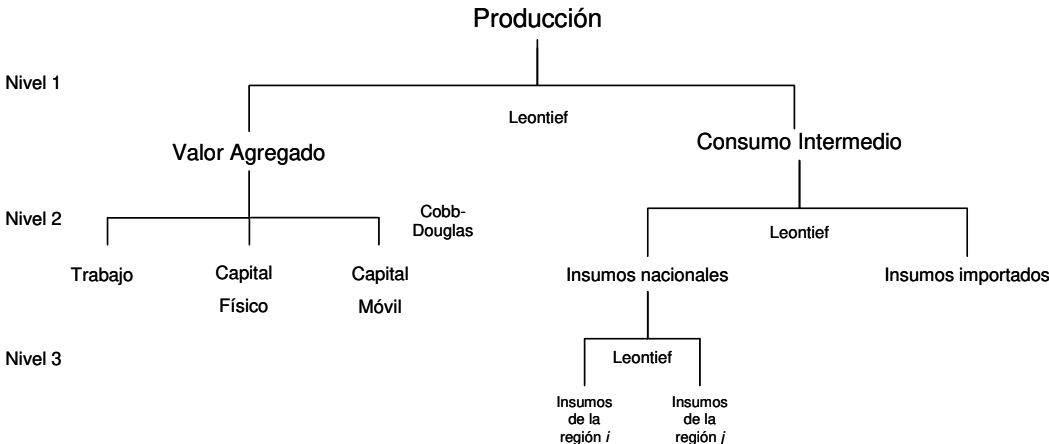 Producción
Nivel 1
Leontief
Valor Agregado
Consumo Intermedio
Nivel 2
Cobb-
Douglas
Leontief
Trabajo
Capital
Físico
Capital
Móvil
Insumos nacionales
Insumos importados
Nivel 3
Leontief
Insumos
de la
región i
Insumos
de la
región j